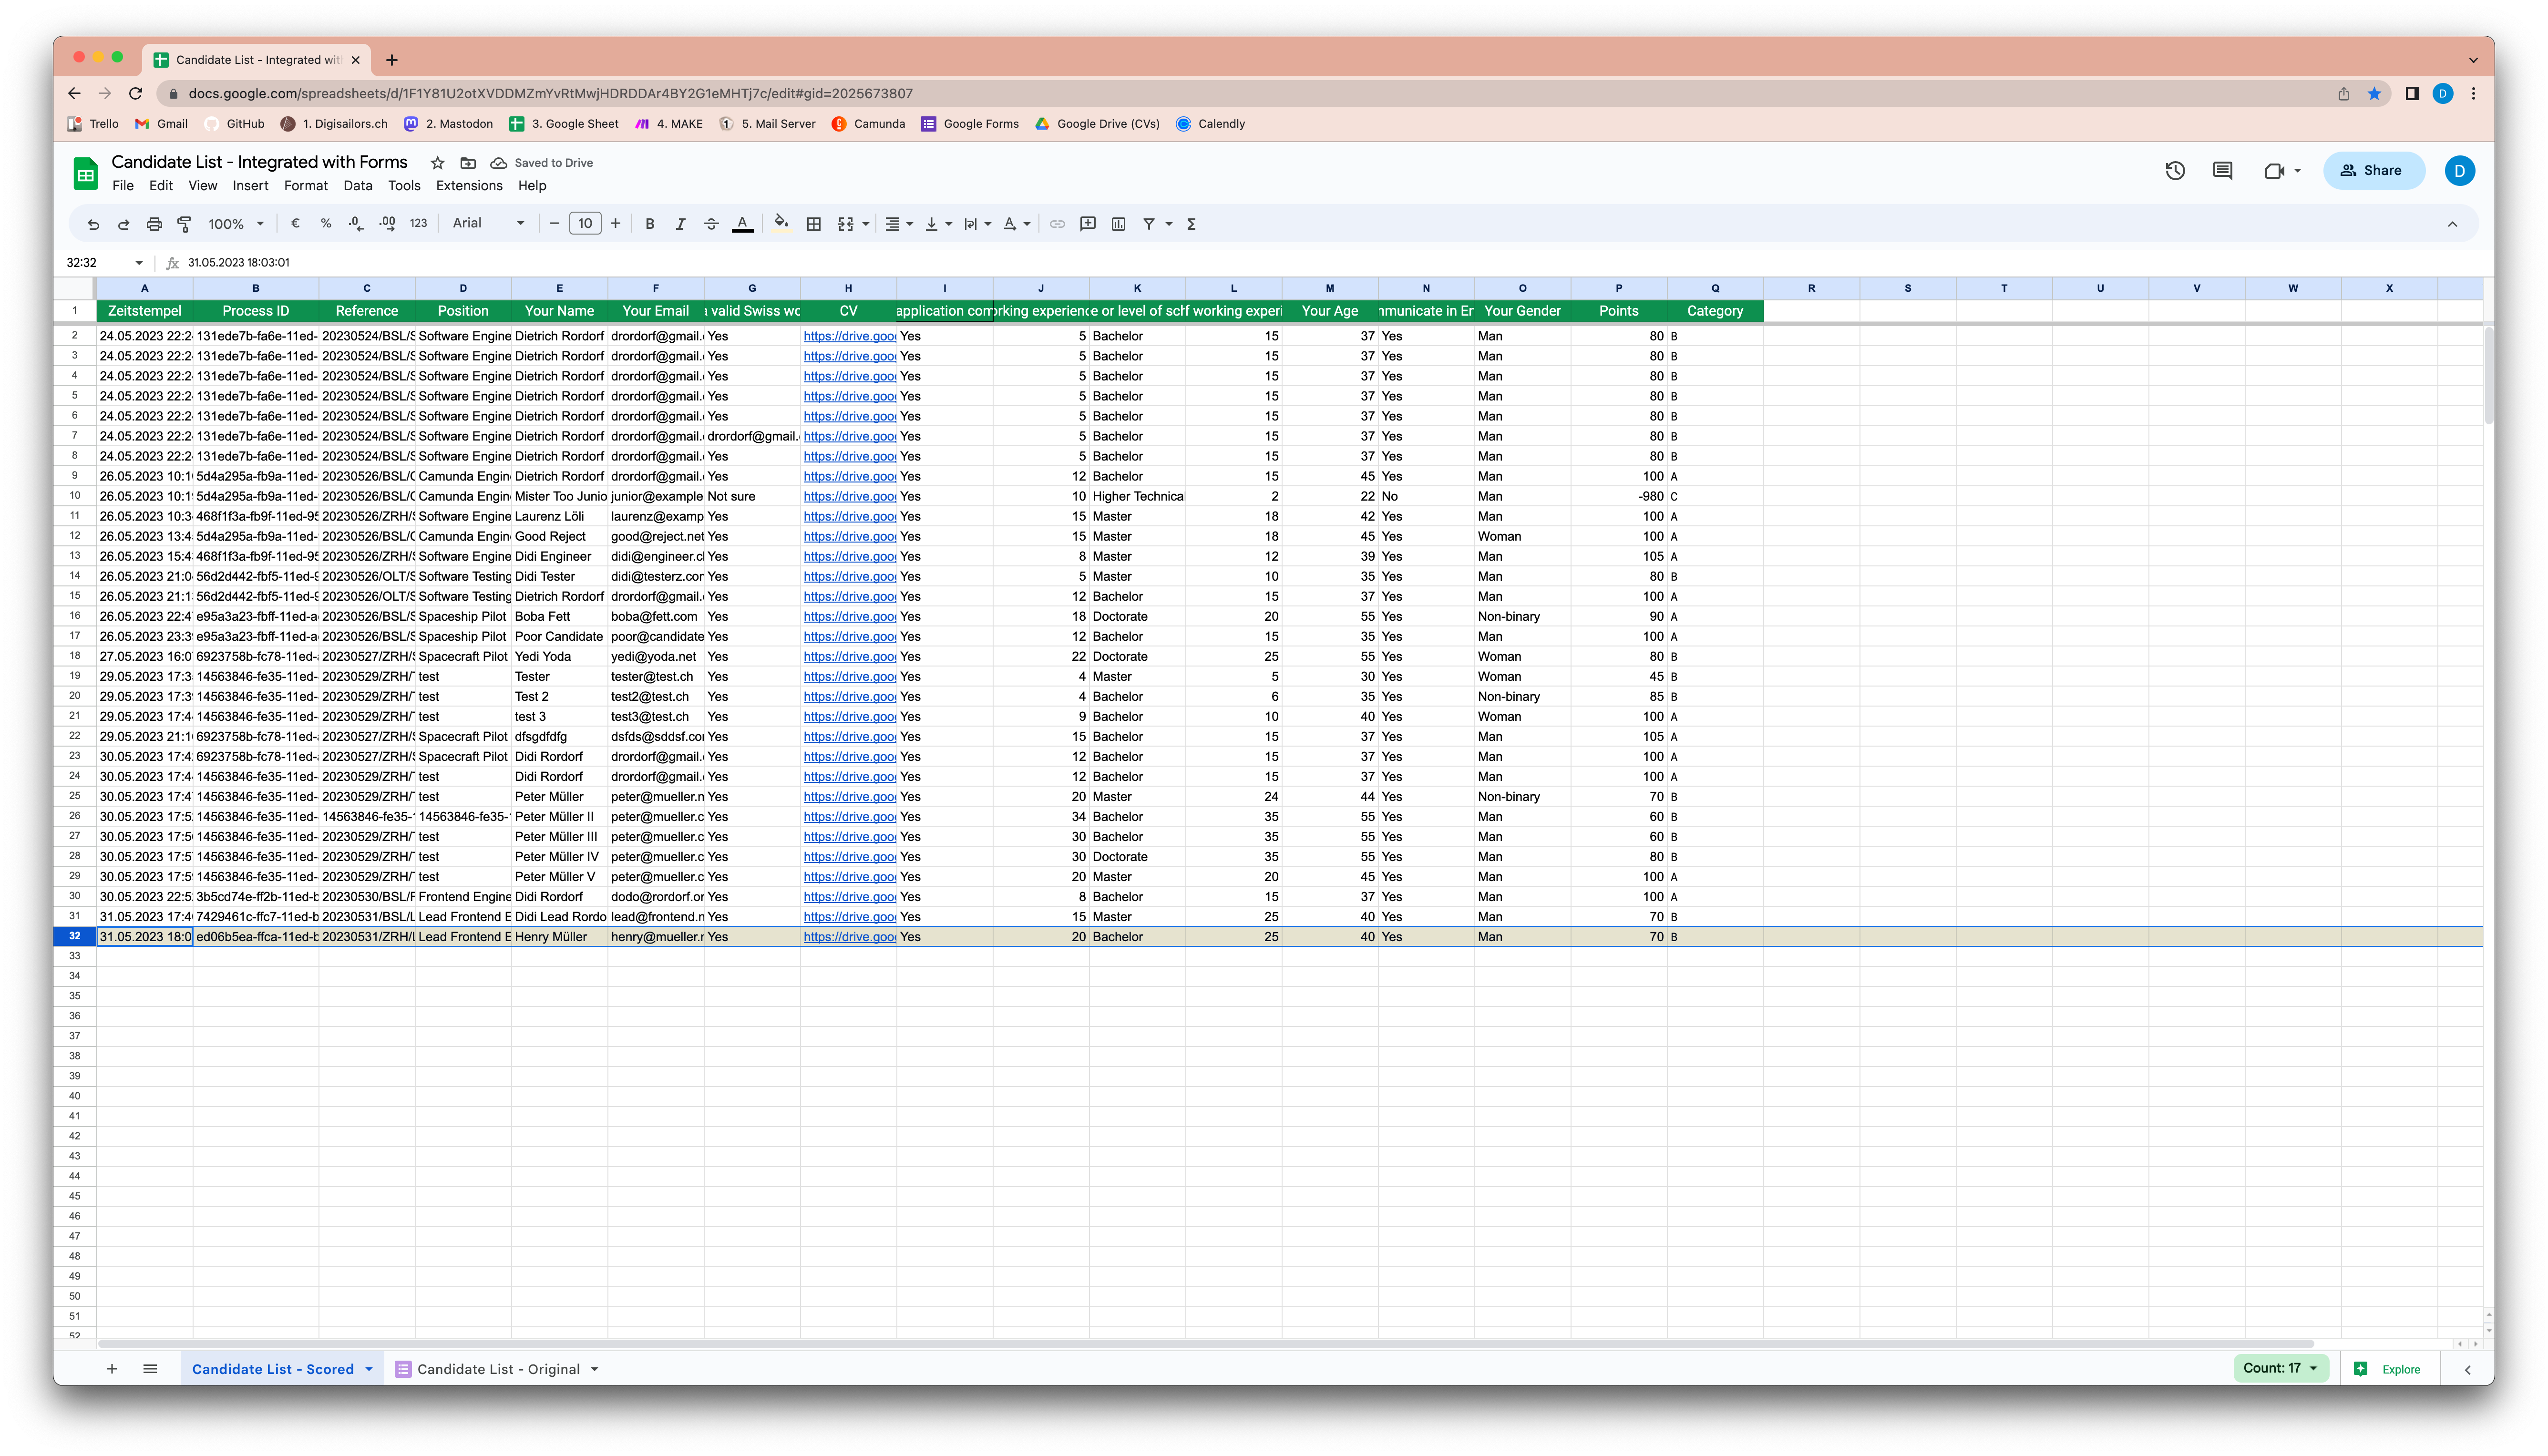 Candidate List - Integrated wit
docs.google.com/spreadsheets/d/1F1Y81U2otXVDDMZmYvRtMwjHDRDDAr4BY2G1eMHTj7c/edit#gid=2025673807
D
Trello Gmail GitHub 1. Digisailors.ch 2. Mastodon 3. Google Sheet 4. MAKE 5. Mail Server Camunda Google Forms Google Drive (CVs) Calendly
Candidate List - Integrated with Forms Saved to Drive
File Edit View Insert Format Data Tools Extensions Help
Share D
100% € % .0 .00 123 Arial 10 B I A
32:32 fx 31.05.2023 18:03:01
A B C D E F G H I J K L M N O P Q R S T U V W X
1 Zeitstempel Process ID Reference Position Your Name Your Email a valid Swiss wo CV application com orking experience e or level of sch f working experi Your Age mmunicate in En Your Gender Points Category
2 24.05.2023 22:2 131ede7b-fa6e-11ed- 20230524/BSL/S Software Engine Dietrich Rordorf drordorf@gmail. Yes https://drive.goo Yes 5 Bachelor 15 37 Yes Man 80 B
3 24.05.2023 22:2 131ede7b-fa6e-11ed- 20230524/BSL/S Software Engine Dietrich Rordorf drordorf@gmail. Yes https://drive.goo Yes 5 Bachelor 15 37 Yes Man 80 B
4 24.05.2023 22:2 131ede7b-fa6e-11ed- 20230524/BSL/S Software Engine Dietrich Rordorf drordorf@gmail. Yes https://drive.goo Yes 5 Bachelor 15 37 Yes Man 80 B
5 24.05.2023 22:2 131ede7b-fa6e-11ed- 20230524/BSL/S Software Engine Dietrich Rordorf drordorf@gmail. Yes https://drive.goo Yes 5 Bachelor 15 37 Yes Man 80 B
6 24.05.2023 22:2 131ede7b-fa6e-11ed- 20230524/BSL/S Software Engine Dietrich Rordorf drordorf@gmail. Yes https://drive.goo Yes 5 Bachelor 15 37 Yes Man 80 B
7 24.05.2023 22:2 131ede7b-fa6e-11ed- 20230524/BSL/S Software Engine Dietrich Rordorf drordorf@gmail. drordorf@gmail. https://drive.goo Yes 5 Bachelor 15 37 Yes Man 80 B
8 24.05.2023 22:2 131ede7b-fa6e-11ed- 20230524/BSL/S Software Engine Dietrich Rordorf drordorf@gmail. Yes https://drive.goo Yes 5 Bachelor 15 37 Yes Man 80 B
9 26.05.2023 10:1 5d4a295a-fb9a-11ed- 20230526/BSL/C Camunda Engin Dietrich Rordorf drordorf@gmail. Yes https://drive.goo Yes 12 Bachelor 15 45 Yes Man 100 A
10 26.05.2023 10:1 5d4a295a-fb9a-11ed- 20230526/BSL/C Camunda Engin Mister Too Junio junior@example Not sure https://drive.goo Yes 10 Higher Technical 2 22 No Man -980 C
11 26.05.2023 10:3 468f1f3a-fb9f-11ed-95 20230526/ZRH/S Software Engine Laurenz Löli laurenz@examp Yes https://drive.goo Yes 15 Master 18 42 Yes Man 100 A
12 26.05.2023 13:4 5d4a295a-fb9a-11ed- 20230526/BSL/C Camunda Engin Good Reject good@reject.net Yes https://drive.goo Yes 15 Master 18 45 Yes Woman 100 A
13 26.05.2023 15:4 468f1f3a-fb9f-11ed-95 20230526/ZRH/S Software Engine Didi Engineer didi@engineer.c Yes https://drive.goo Yes 8 Master 12 39 Yes Man 105 A
14 26.05.2023 21:0 56d2d442-fbf5-11ed-9 20230526/OLT/S Software Testing Didi Tester didi@testerz.cor Yes https://drive.goo Yes 5 Master 10 35 Yes Man 80 B
15 26.05.2023 21:1 56d2d442-fbf5-11ed-9 20230526/OLT/S Software Testing Dietrich Rordorf drordorf@gmail. Yes https://drive.goo Yes 12 Bachelor 15 37 Yes Man 100 A
16 26.05.2023 22:4 e95a3a23-fbff-11ed-a 20230526/BSL/S Spaceship Pilot Boba Fett boba@fett.com Yes https://drive.goo Yes 18 Doctorate 20 55 Yes Non-binary 90 A
17 26.05.2023 23:3 e95a3a23-fbff-11ed-a 20230526/BSL/S Spaceship Pilot Poor Candidate poor@candidate Yes https://drive.goo Yes 12 Bachelor 15 35 Yes Man 100 A
18 27.05.2023 16:0 6923758b-fc78-11ed- 20230527/ZRH/S Spacecraft Pilot Yedi Yoda yedi@yoda.net Yes https://drive.goo Yes 22 Doctorate 25 55 Yes Woman 80 B
19 29.05.2023 17:3 14563846-fe35-11ed- 20230529/ZRH/T test Tester tester@test.ch Yes https://drive.goo Yes 4 Master 5 30 Yes Woman 45 B
20 29.05.2023 17:3 14563846-fe35-11ed- 20230529/ZRH/T test Test 2 test2@test.ch Yes https://drive.goo Yes 4 Bachelor 6 35 Yes Non-binary 85 B
21 29.05.2023 17:4 14563846-fe35-11ed- 20230529/ZRH/T test test 3 test3@test.ch Yes https://drive.goo Yes 9 Bachelor 10 40 Yes Woman 100 A
22 29.05.2023 21:1 6923758b-fc78-11ed- 20230527/ZRH/S Spacecraft Pilot dfsgdfdfg dsfds@sddsf.co Yes https://drive.goo Yes 15 Bachelor 15 37 Yes Man 105 A
23 30.05.2023 17:4 6923758b-fc78-11ed- 20230527/ZRH/S Spacecraft Pilot Didi Rordorf drordorf@gmail. Yes https://drive.goo Yes 12 Bachelor 15 37 Yes Man 100 A
24 30.05.2023 17:4 14563846-fe35-11ed- 20230529/ZRH/T test Didi Rordorf drordorf@gmail. Yes https://drive.goo Yes 12 Bachelor 15 37 Yes Man 100 A
25 30.05.2023 17:4 14563846-fe35-11ed- 20230529/ZRH/T test Peter Müller peter@mueller.n Yes https://drive.goo Yes 20 Master 24 44 Yes Non-binary 70 B
26 30.05.2023 17:5 14563846-fe35-11ed- 14563846-fe35- 14563846-fe35- Peter Müller II peter@mueller.c Yes https://drive.goo Yes 34 Bachelor 35 55 Yes Man 60 B
27 30.05.2023 17:5 14563846-fe35-11ed- 20230529/ZRH/T test Peter Müller III peter@mueller.c Yes https://drive.goo Yes 30 Bachelor 35 55 Yes Man 60 B
28 30.05.2023 17:5 14563846-fe35-11ed- 20230529/ZRH/T test Peter Müller IV peter@mueller.c Yes https://drive.goo Yes 30 Doctorate 35 55 Yes Man 80 B
29 30.05.2023 17:5 14563846-fe35-11ed- 20230529/ZRH/T test Peter Müller V peter@mueller.c Yes https://drive.goo Yes 20 Master 20 45 Yes Man 100 A
30 30.05.2023 22:5 3b5cd74e-ff2b-11ed-b 20230530/BSL/F Frontend Engine Didi Rordorf dodo@rordorf.or Yes https://drive.goo Yes 8 Bachelor 15 37 Yes Man 100 A
31 31.05.2023 17:4 7429461c-ffc7-11ed-b 20230531/BSL/L Lead Frontend E Didi Lead Rordo lead@frontend.n Yes https://drive.goo Yes 15 Master 25 40 Yes Man 70 B
32 31.05.2023 18:0 ed06b5ea-ffca-11ed-b 20230531/ZRH/L Lead Frontend E Henry Müller henry@mueller.r Yes https://drive.goo Yes 20 Bachelor 25 40 Yes Man 70 B
33
34
35
36
37
38
39
40
41
42
43
44
45
46
47
48
49
50
51
52
Candidate List - Scored Candidate List - Original Count: 17 Explore